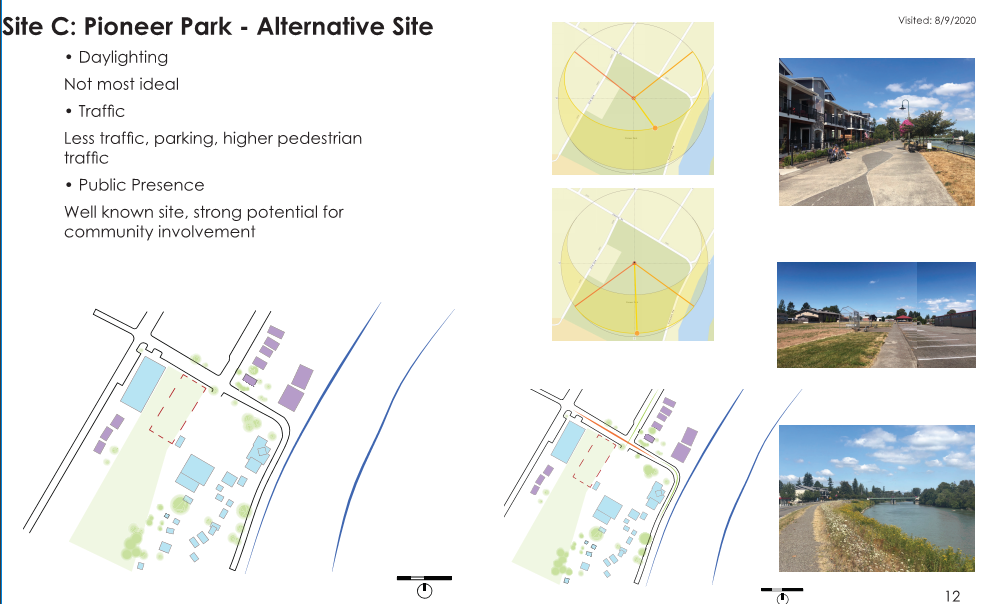 Site C: Pioneer Park - Alternative Site
Visited: 8/9/2020
• Daylighting
Not most ideal
• Traffic
Less traffic, parking, higher pedestrian
traffic
• Public Presence
Well known site, strong potential for
community involvement
12